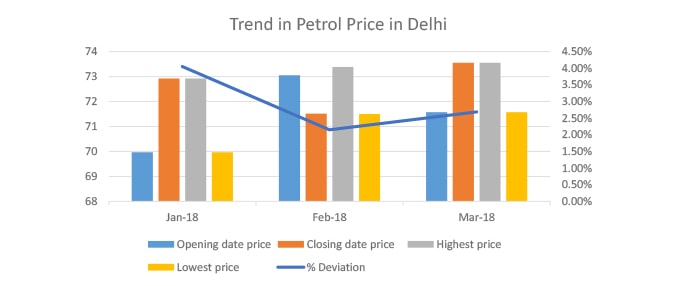 Trend in Petrol Price in Delhi
74 4.50%
4.00%
73 3.50%
72 3.00%
2.50%
71 2.00%
70 1.50%
1.00%
69 0.50%
68 0.00%
Jan-18 Feb-18 Mar-18
Opening date price Closing date price Highest price
Lowest price % Deviation